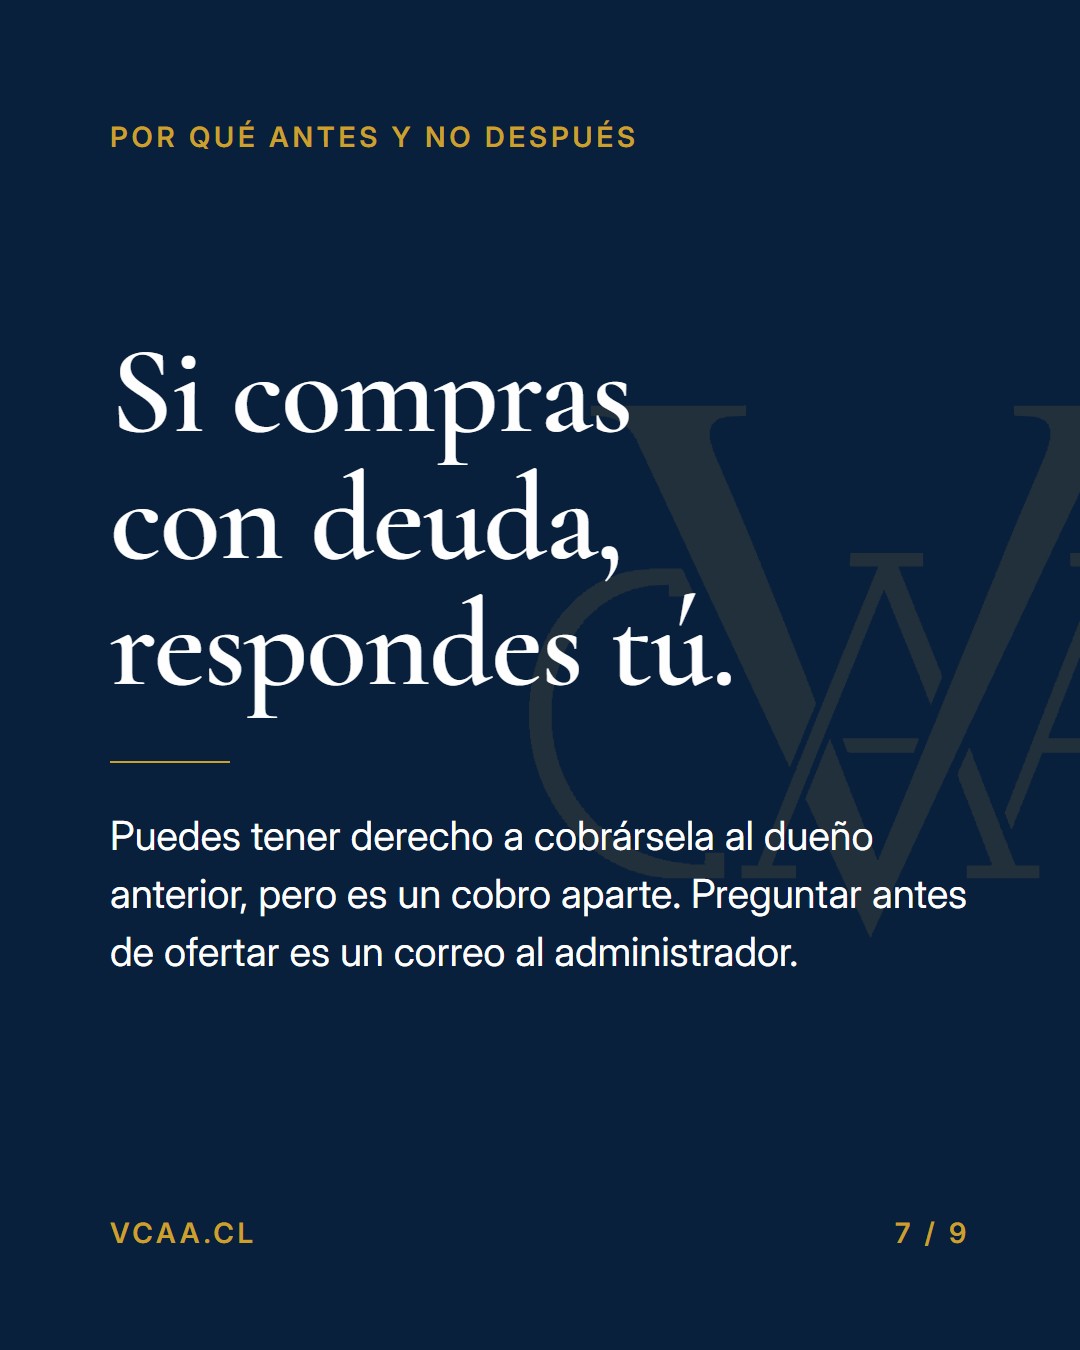 POR QUÉ ANTES Y NO DESPUÉS
Si compras
con deuda,
respondes tú.
Puedes tener derecho a cobrársela al dueño
anterior, pero es un cobro aparte. Preguntar antes
de ofertar es un correo al administrador.
VCAA.CL
7 / 9